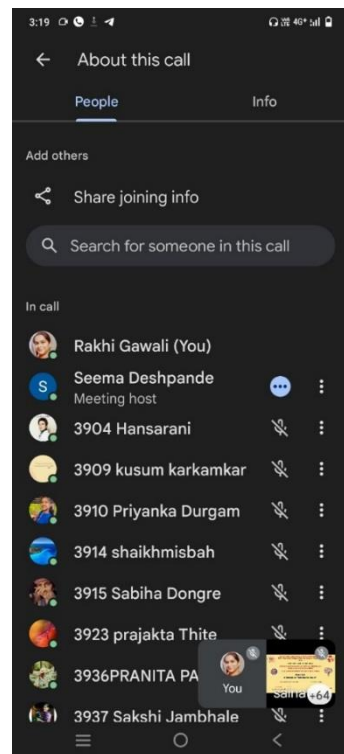 3:19
4G+
About this call
People Info
Add others
Share joining info
Search for someone in this call
In call
Rakhi Gawali (You)
S Seema Deshpande
Meeting host
3904 Hansarani
3909 kusum karkamkar
3910 Priyanka Durgam
3914 shaikhmisbah
3915 Sabiha Dongre
3923 prajakta Thite
3936PRANITA PA
You
+64
3937 Sakshi Jambhale